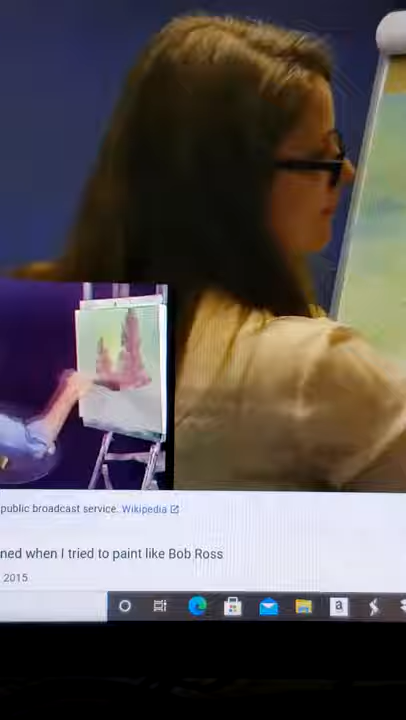 public broadcast service. Wikipedia
ned when I tried to paint like Bob Ross
2015
a